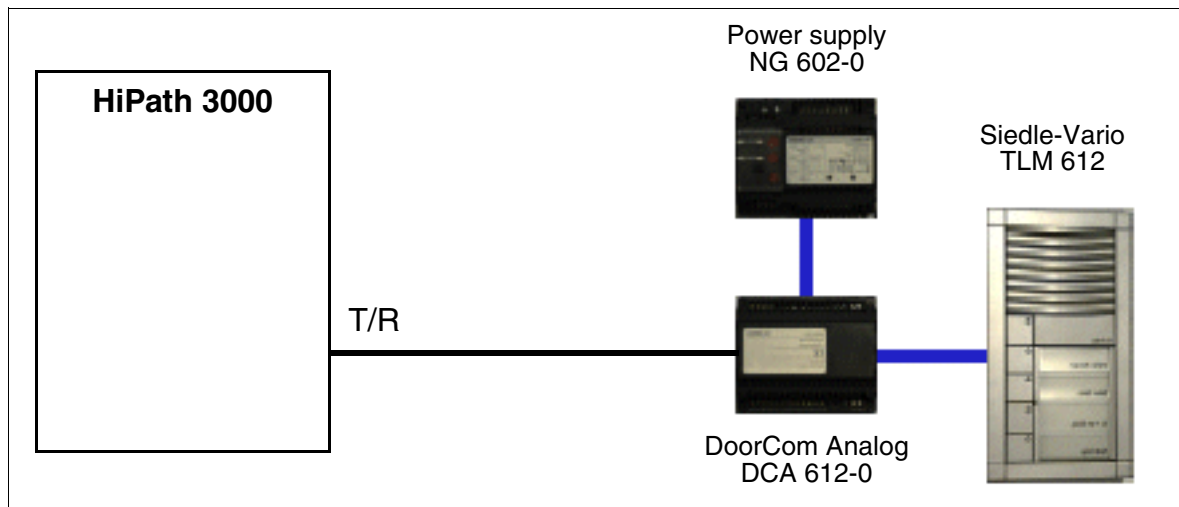 Power supply
NG 602-0
HiPath 3000
Siedle-Vario
TLM 612
T/R
DoorCom Analog
DCA 612-0